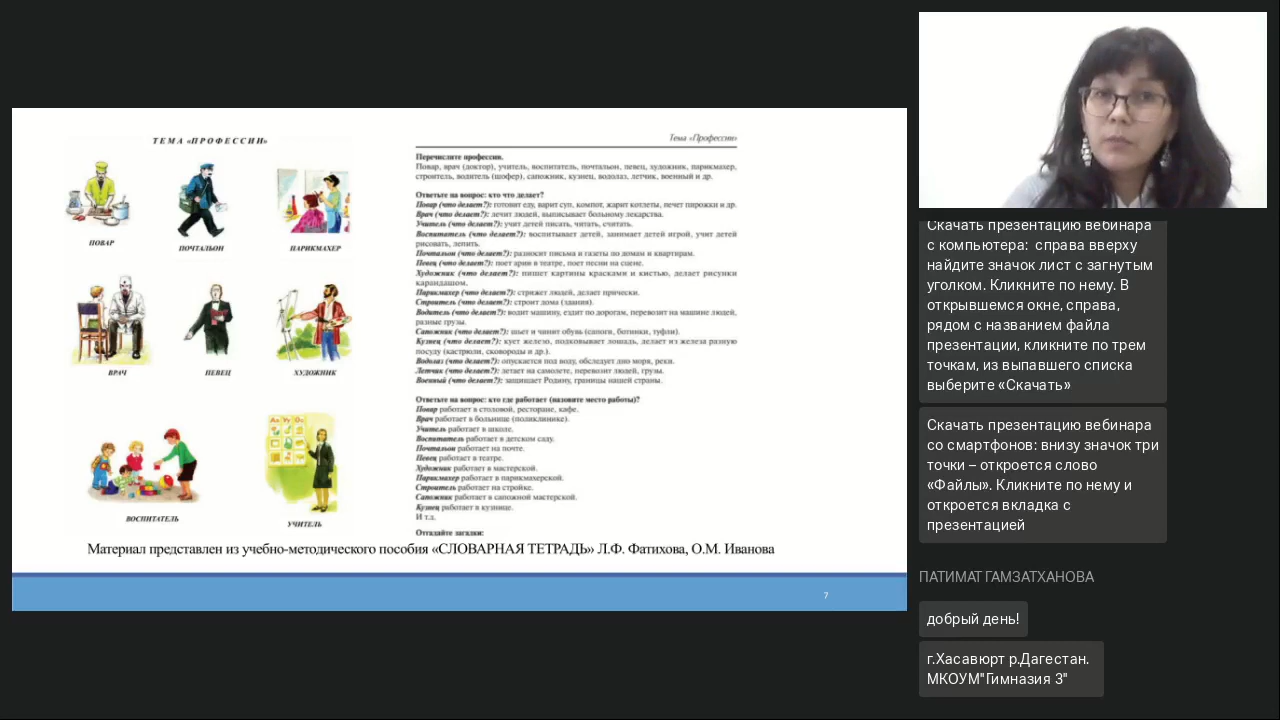 ТЕМА «ПРОФЕССИИ»
ПОВАР
ПОЧТАЛЬОН
ПАРИКМАХЕР
ВРАЧ
ПЕВЕЦ
ХУДОЖНИК
ВОСПИТАТЕЛЬ
УЧИТЕЛЬ
Тема «Профессии»
Перечислите профессии.
Повар, врач (доктор), учитель, воспитатель, почтальон, певец, художник, парикмахер,
строитель, водитель (шофер), сапожник, кузнец, водолаз, летчик, военный и др.
Ответьте на вопрос: кто что делает?
Повар (что делает?): готовит еду, варит суп, компот, жарит котлеты, печет пирожки и др.
Врач (что делает?): лечит людей, выписывает больному лекарства.
Учитель (что делает?): учит детей писать, читать, считать.
Воспитатель (что делает?): воспитывает детей, занимает детей игрой, учит детей
рисовать, лепить.
Почтальон (что делает?): разносит письма и газеты по домам и квартирам.
Певец (что делает?): поет арии в театре, поет песни на сцене.
Художник (что делает?): пишет картины красками и кистью, делает рисунки
карандашом.
Парикмахер (что делает?): стрижет людей, делает прически.
Строитель (что делает?): строит дома (здания).
Водитель (что делает?): водит машину, ездит по дорогам, перевозит на машине людей,
разные грузы.
Сапожник (что делает?): шьет и чинит обувь (сапоги, ботинки, туфли).
Кузнец (что делает?): кует железо, подковывает лошадь, делает из железа разную
посуду (кастрюли, сковороды и др.).
Водолаз (что делает?): опускается под воду, обследует дно моря, реки.
Летчик (что делает?): летает на самолете, перевозит людей, грузы.
Военный (что делает?): защищает Родину, границы нашей страны.
Ответьте на вопрос: кто где работает (назовите место работы)?
Повар работает в столовой, ресторане, кафе.
Врач работает в больнице (поликлинике).
Учитель работает в школе.
Воспитатель работает в детском саду.
Почтальон работает на почте.
Певец работает в театре.
Художник работает в мастерской.
Парикмахер работает в парикмахерской.
Строитель работает на стройке.
Сапожник работает в сапожной мастерской.
Кузнец работает в кузнице.
И т.д.
Отгадайте загадки:
Материал представлен из учебно-методического пособия «СЛОВАРНАЯ ТЕТРАДЬ» Л.Ф. Фатихова, О.М. Иванова
7
Скачать презентацию вебинара
с компьютера:  справа вверху
найдите значок лист с загнутым
уголком. Кликните по нему. В
открывшемся окне, справа,
рядом с названием файла
презентации, кликните по трем
точкам, из выпавшего списка
выберите «Скачать»
Скачать презентацию вебинара
со смартфонов: внизу значок три
точки – откроется слово
«Файлы». Кликните по нему и
откроется вкладка с
презентацией
ПАТИМАТ ГАМЗАТХАНОВА
добрый день!
г.Хасавюрт р.Дагестан.
МКОУМ"Гимназия 3"